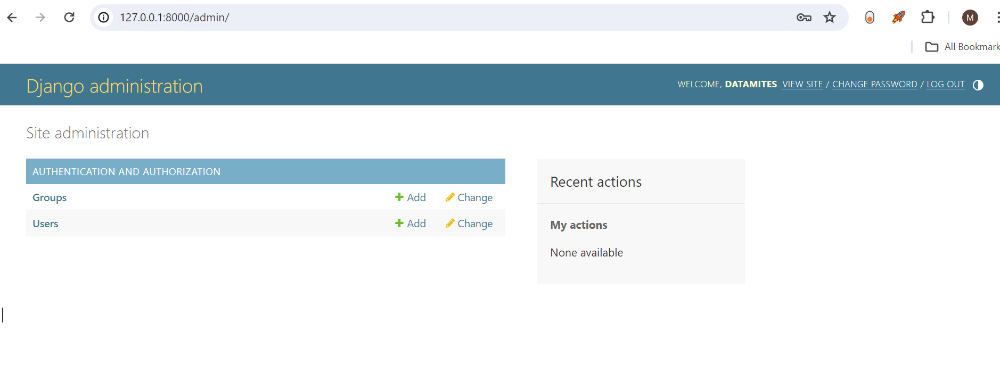 127.0.0.1:8000/admin/
M
All Bookmark
Django administration
WELCOME, DATAMITES. VIEW SITE / CHANGE PASSWORD / LOG OUT
Site administration
AUTHENTICATION AND AUTHORIZATION
Groups Add Change
Users Add Change
Recent actions
My actions
None available